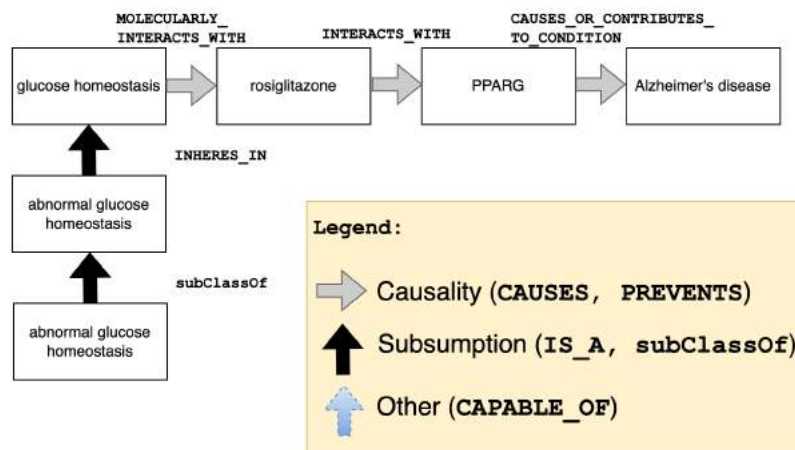 MOLECULARLY_
INTERACTS_WITH
INTERACTS_WITH
CAUSES_OR_CONTRIBUTES_
TO_CONDITION
glucose homeostasis
rosiglitazone
PPARG
Alzheimer's disease
INHERES_IN
abnormal glucose
homeostasis
subClassOf
abnormal glucose
homeostasis
Legend:
Causality (CAUSES, PREVENTS)
Subsumption (IS_A, subClassOf)
Other (CAPABLE_OF)